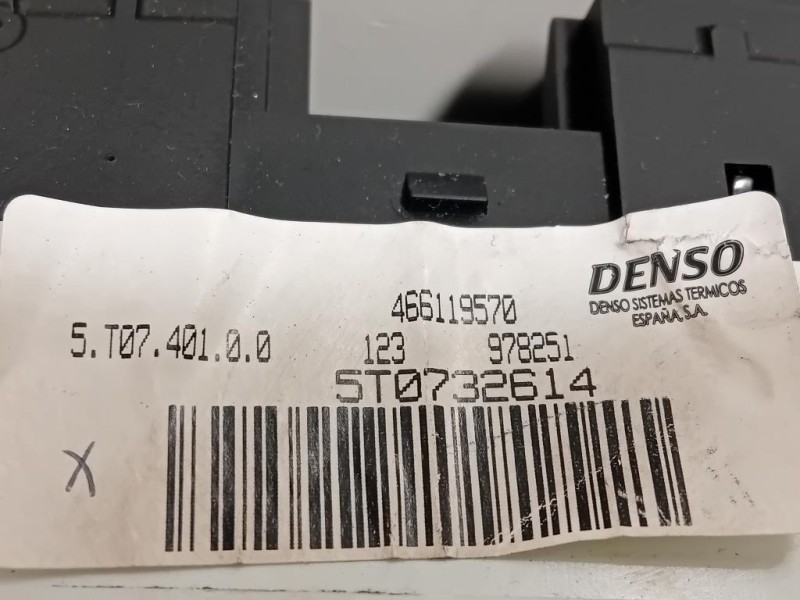 DENSO
DENSO SISTEMAS TERMICOS
ESPAÑA, S.A.
466119570
5.T07.401.0.0 123 978251
5T0732614
X